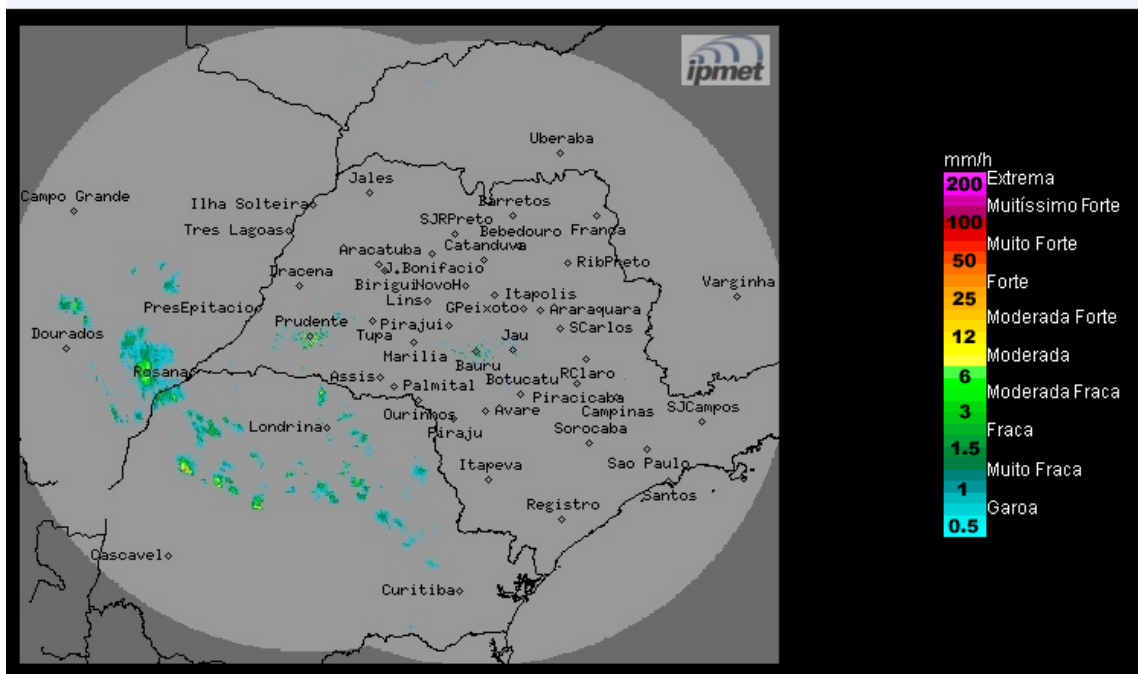 ipmet
Uberaba
Jales
Campo Grande
Ilha Solteira
Barretos
SJRPreto
Tres Lagoas
Bebedouro
Franca
Aracatuba
Catanduva
Dracena
J.Bonifacio
RibPreto
Birigui
NovoH
Itapolis
Varginha
PresEpitacio
Lins
GPeixoto
Araraquara
Prudente
Tupa
Pirajui
SCarlos
Dourados
Marilia
Jau
Bauru
Rosana
Assis
Palmital
Botucatu
RClaro
Piracicaba
Ourinhos
Avare
Campinas
SJCampos
Londrina
Piraju
Sorocaba
Itapeva
Sao Paulo
Santos
Registro
Cascavel
Curitiba
mm/h
200 Extrema
Muitíssimo Forte
100
Muito Forte
50
Forte
25
Moderada Forte
12
Moderada
6
Moderada Fraca
3
Fraca
1.5
Muito Fraca
1
Garoa
0.5